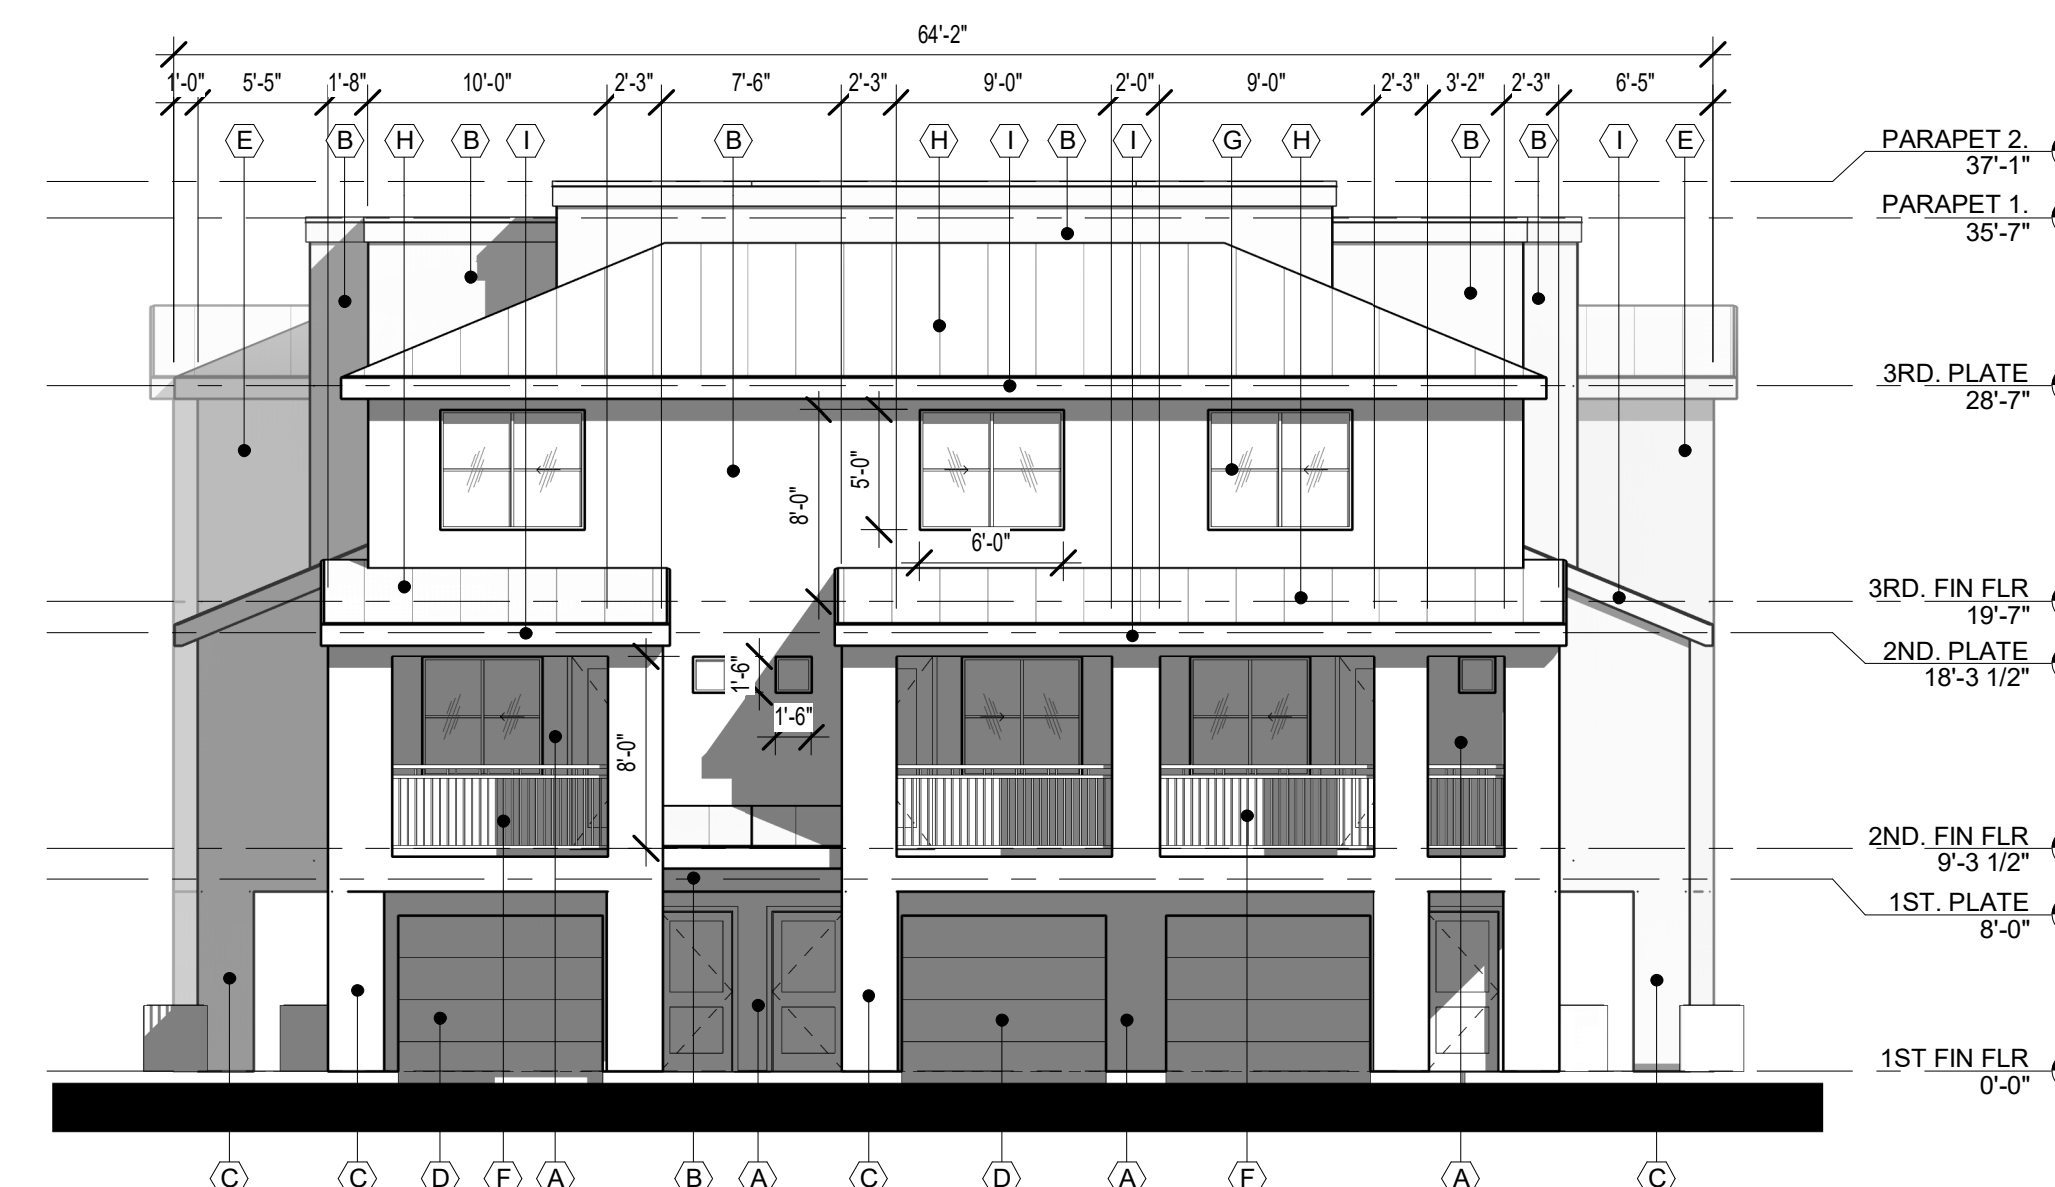 64'-2"
1'-0" 5'-5" 1'-8" 10'-0" 2'-3" 7'-6" 2'-3" 9'-0" 2'-0" 9'-0" 2'-3" 3'-2" 2'-3" 6'-5"
E B H B I B H I B I G H B B I E
PARAPET 2.
37'-1"
PARAPET 1.
35'-7"
3RD. PLATE
28'-7"
5'-0"
8'-0"
6'-0"
3RD. FIN FLR
19'-7"
2ND. PLATE
18'-3 1/2"
1'-6"
1'-6"
8'-0"
2ND. FIN FLR
9'-3 1/2"
1ST. PLATE
8'-0"
1ST FIN FLR
0'-0"
C C D F A B A C D A F A C